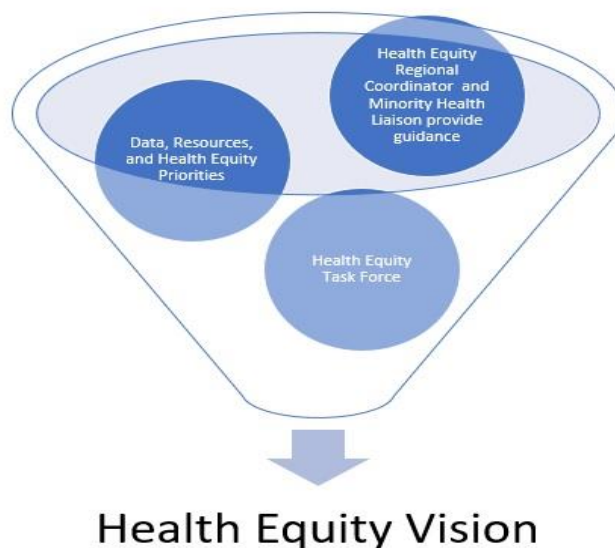 Health Equity
Regional
Coordinator and
Minority Health
Liaison provide
guidance
Data, Resources,
and Health Equity
Priorities
Health Equity
Task Force
Health Equity Vision